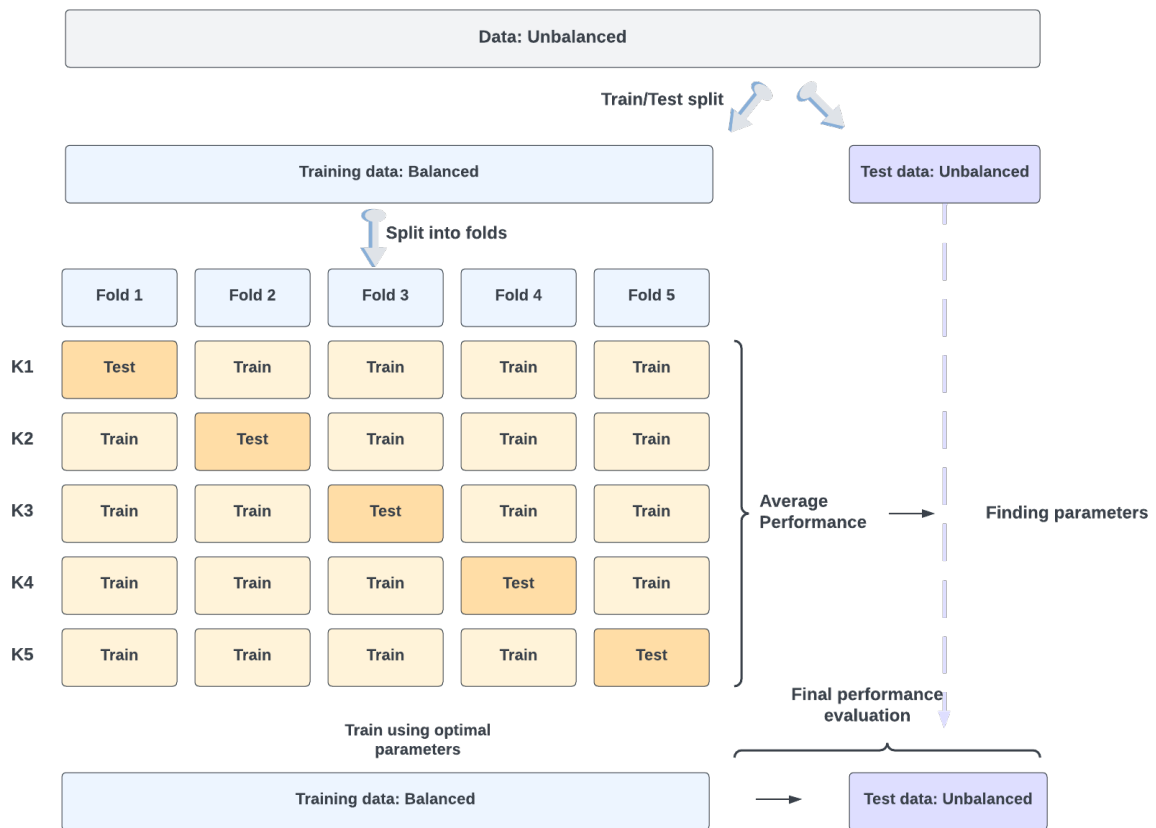 Data: Unbalanced
Train/Test split
Training data: Balanced
Test data: Unbalanced
Split into folds
Fold 1
Fold 2
Fold 3
Fold 4
Fold 5
K1
Test
Train
Train
Train
Train
K2
Train
Test
Train
Train
Train
K3
Train
Train
Test
Train
Train
K4
Train
Train
Train
Test
Train
K5
Train
Train
Train
Train
Test
Average
Performance
Finding parameters
Final performance
evaluation
Train using optimal
parameters
Training data: Balanced
Test data: Unbalanced